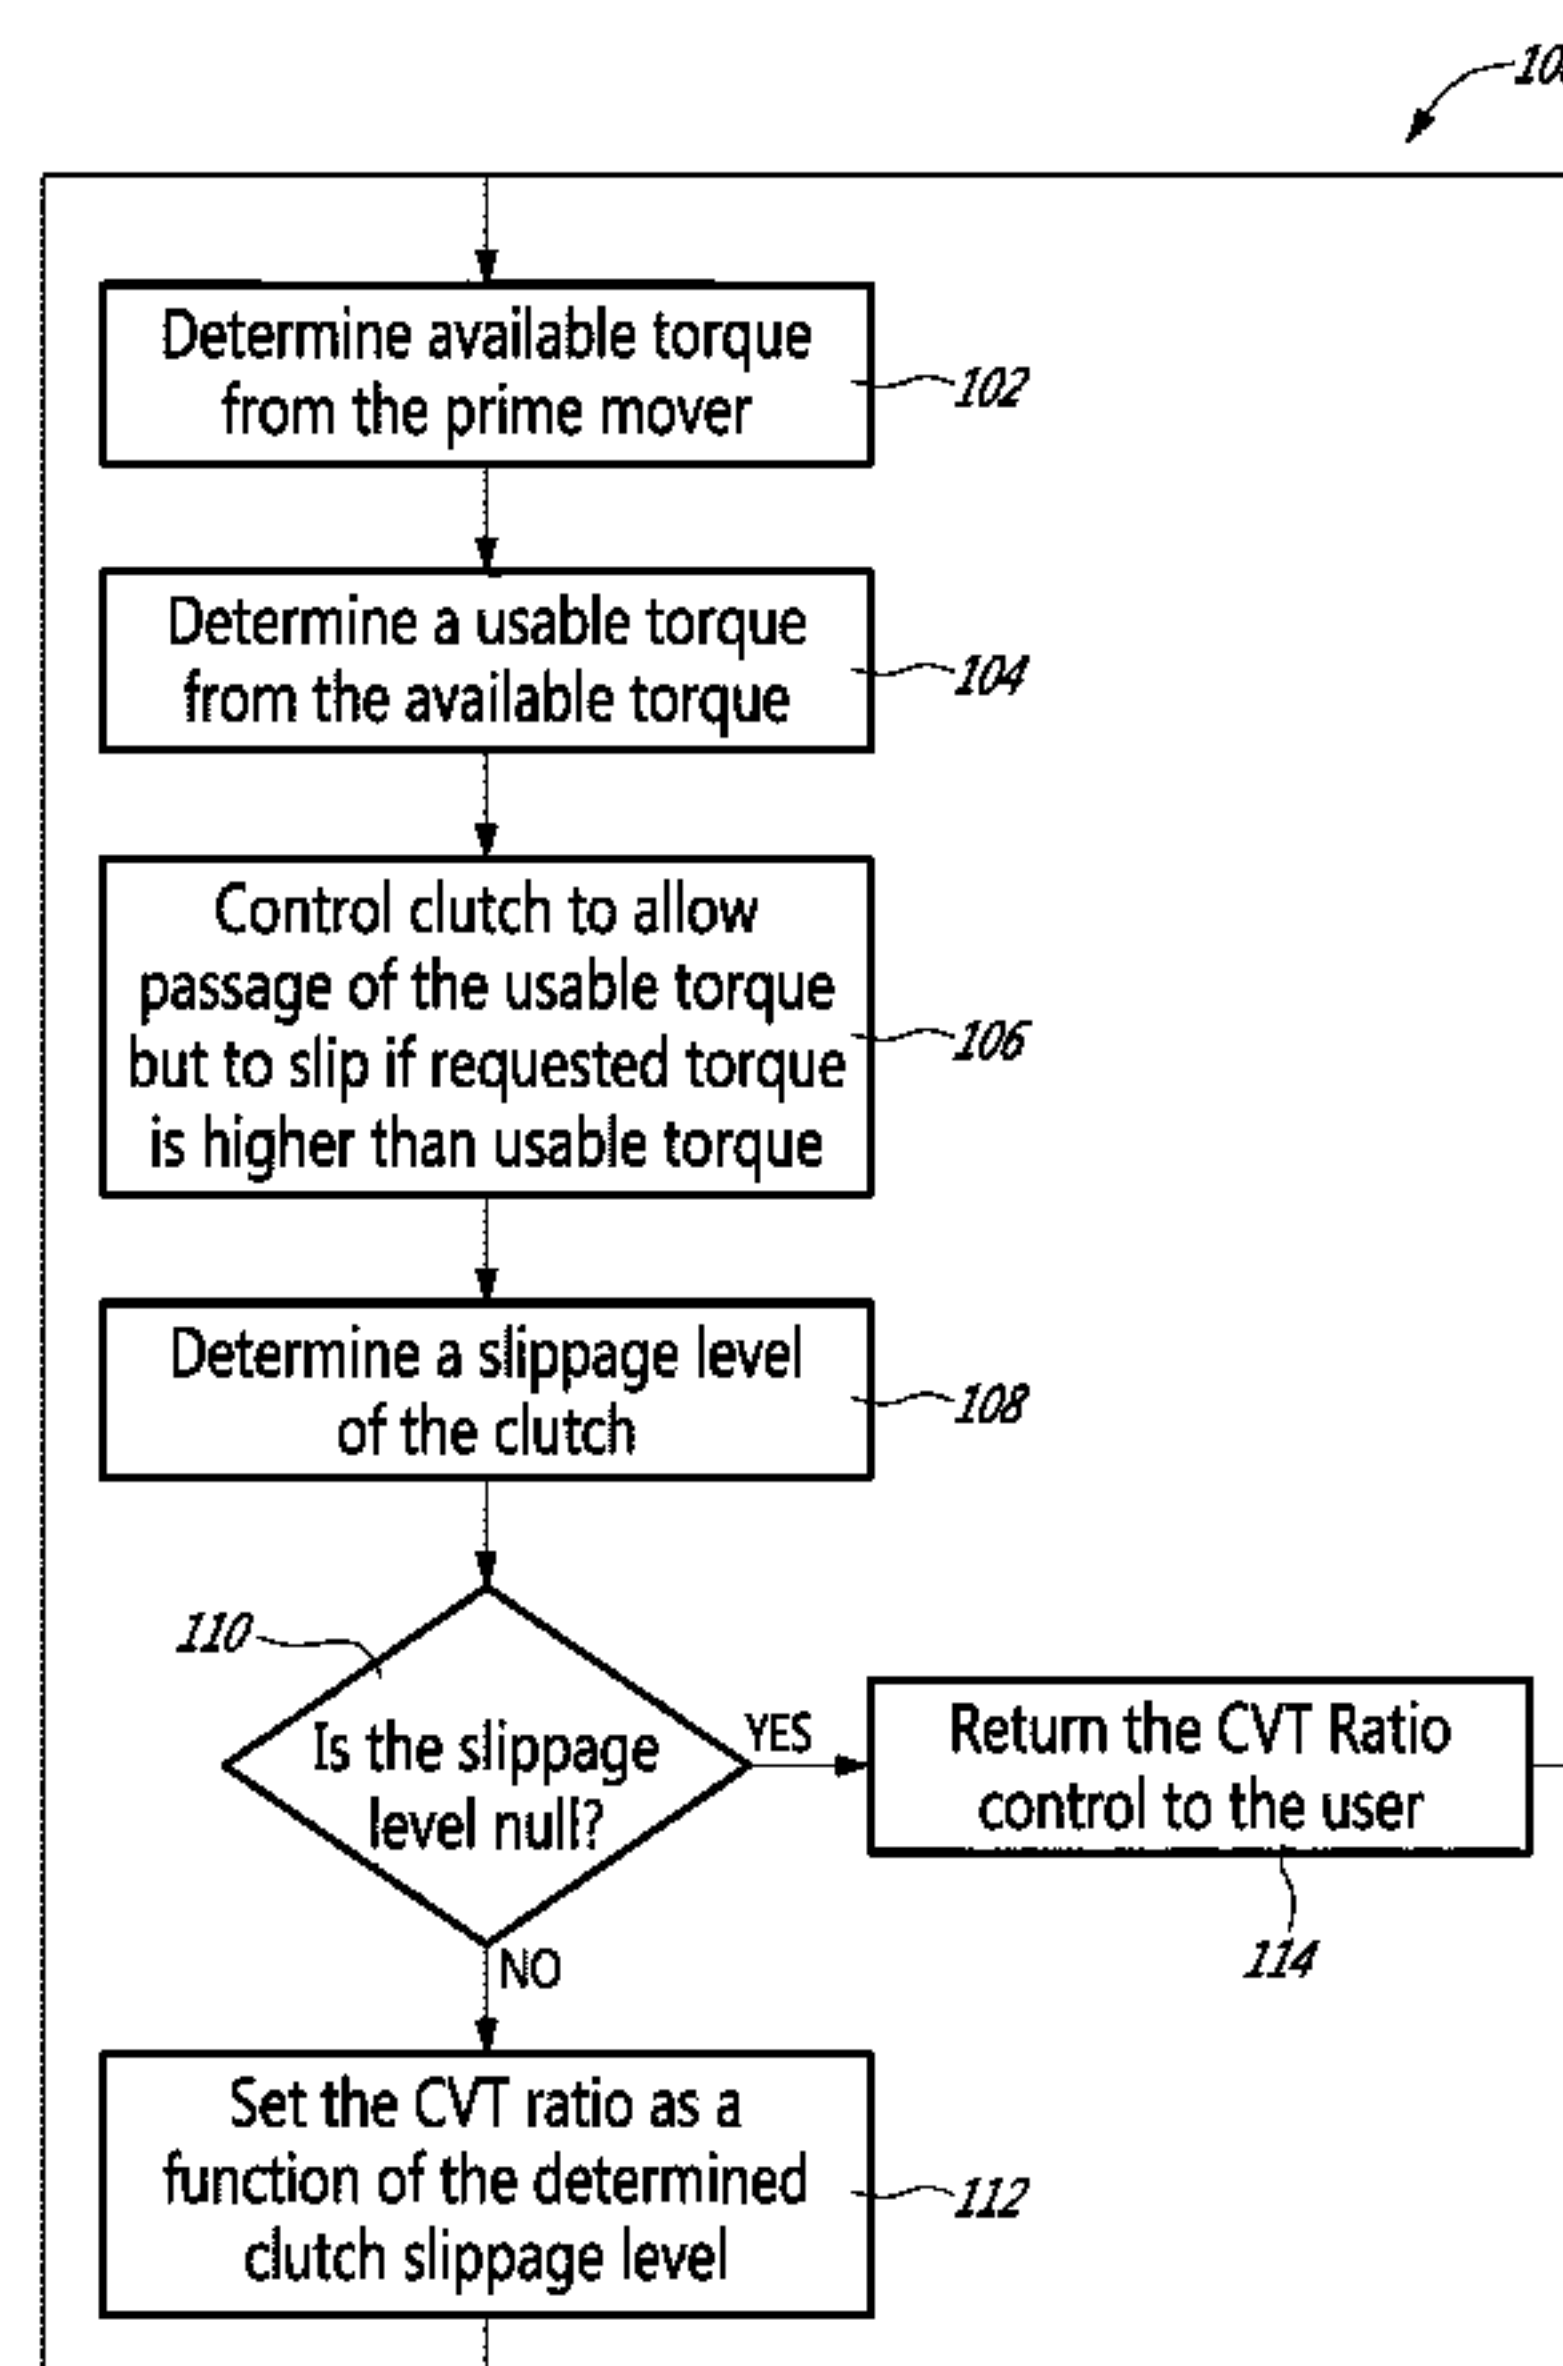 Determine available torque
from the prime mover
102
Determine a usable torque
from the available torque
104
Control clutch to allow
passage of the usable torque
but to slip if requested torque
is higher than usable torque
106
Determine a slippage level
of the clutch
108
110
Is the slippage
level null?
YES
Return the CVT Ratio
control to the user
114
NO
Set the CVT ratio as a
function of the determined
clutch slippage level
112